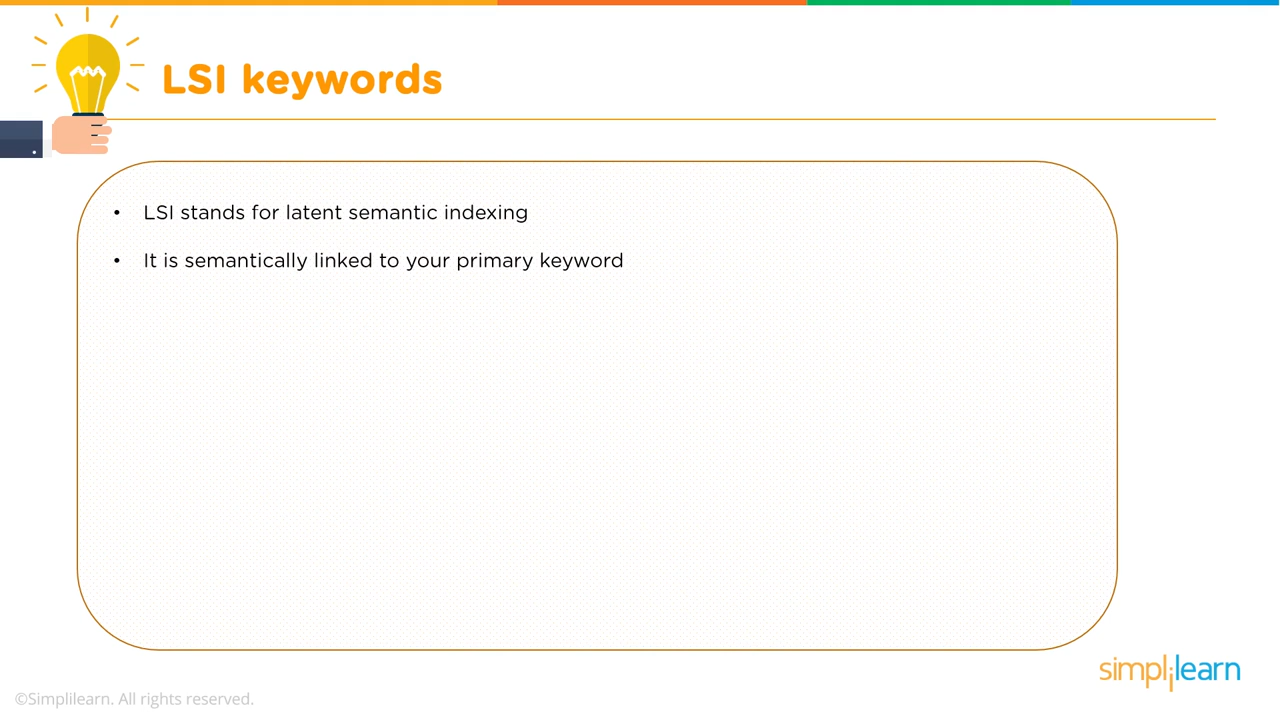 LSI keywords
• LSI stands for latent semantic indexing
• It is semantically linked to your primary keyword
simplilearn
©Simplilearn. All rights reserved.